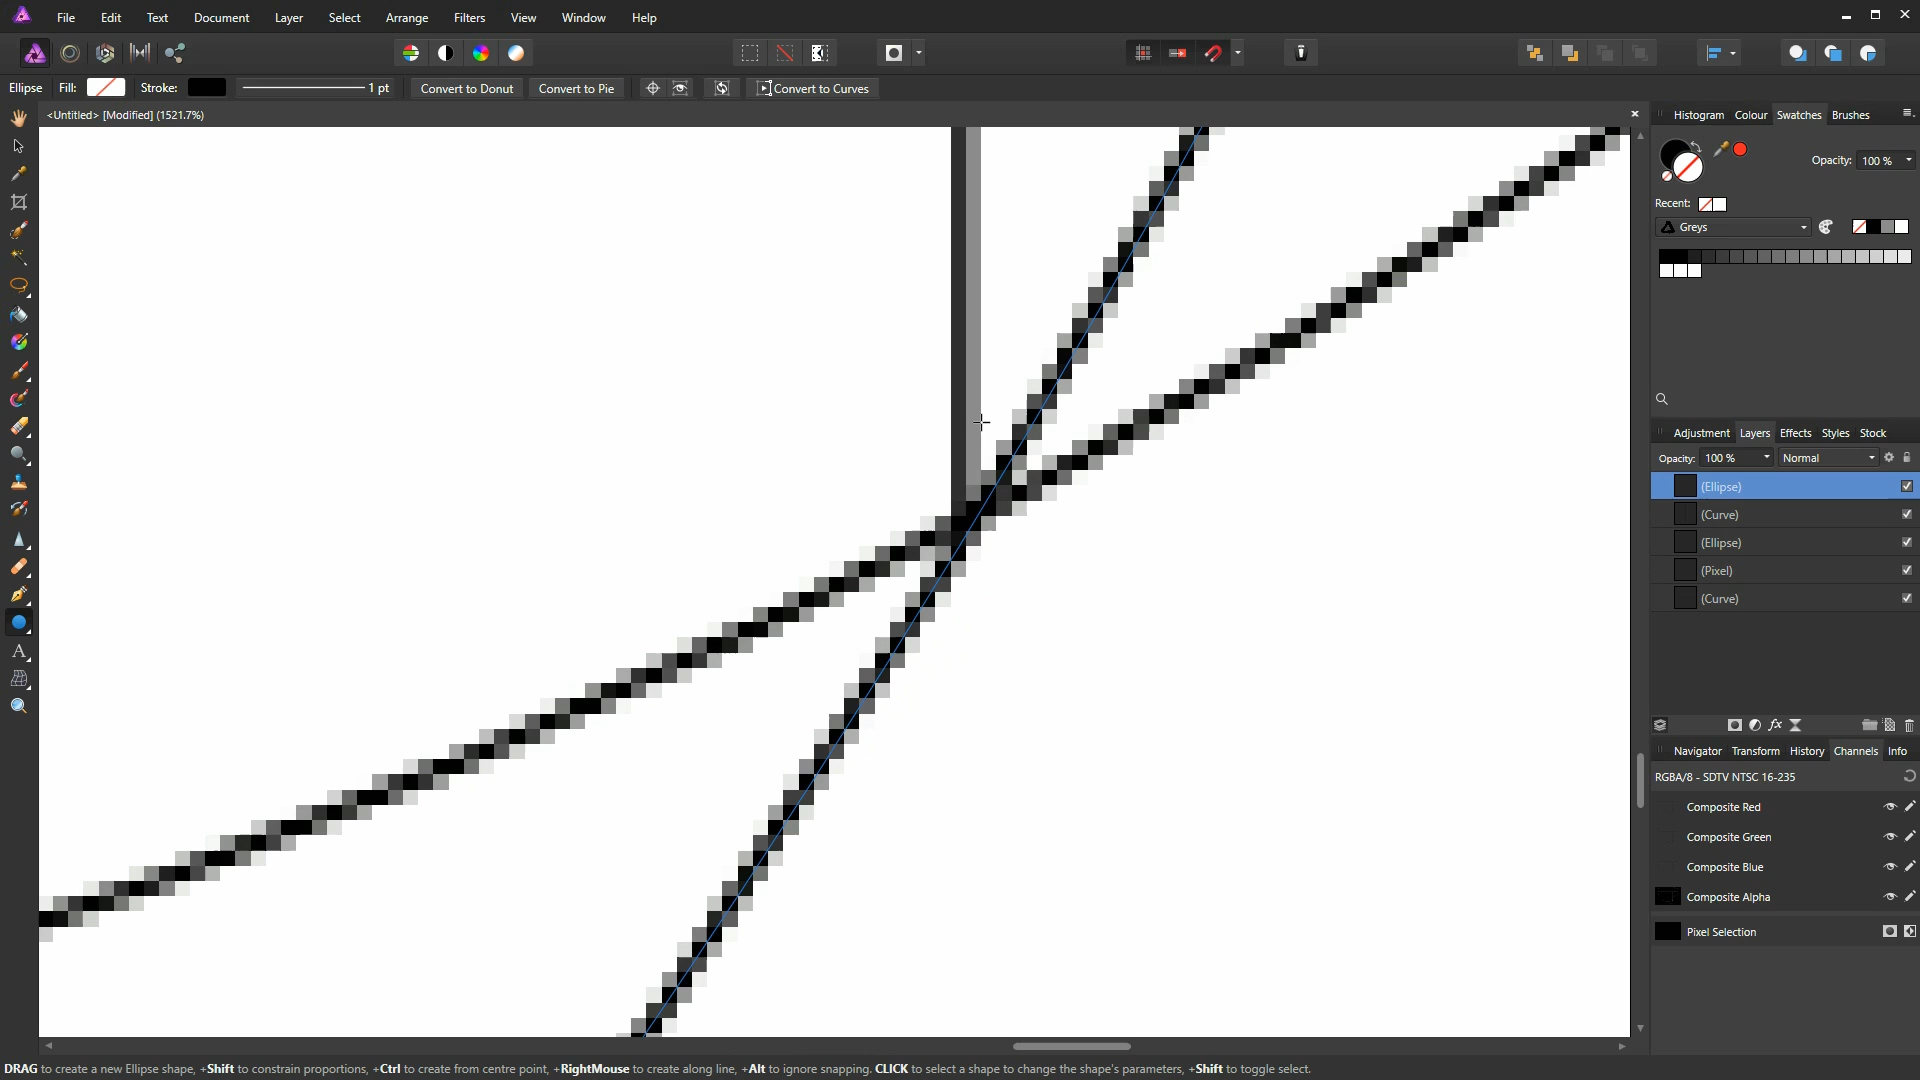 File Edit Text Document Layer Select Arrange Filters View Window Help
Ellipse Fill: Stroke: 1 pt Convert to Donut Convert to Pie Convert to Curves
<Untitled> [Modified] (1521.7%)
Histogram Colour Swatches Brushes
Opacity: 100 %
Recent:
Greys
Adjustment Layers Effects Styles Stock
Opacity: 100 % Normal
(Ellipse)
(Curve)
(Ellipse)
(Pixel)
(Curve)
Navigator Transform History Channels Info
RGBA/8 - SDTV NTSC 16-235
Composite Red
Composite Green
Composite Blue
Composite Alpha
Pixel Selection
DRAG to create a new Ellipse shape, +Shift to constrain proportions, +Ctrl to create from centre point, +RightMouse to create along line, +Alt to ignore snapping. CLICK to select a shape to change the shape's parameters, +Shift to toggle select.